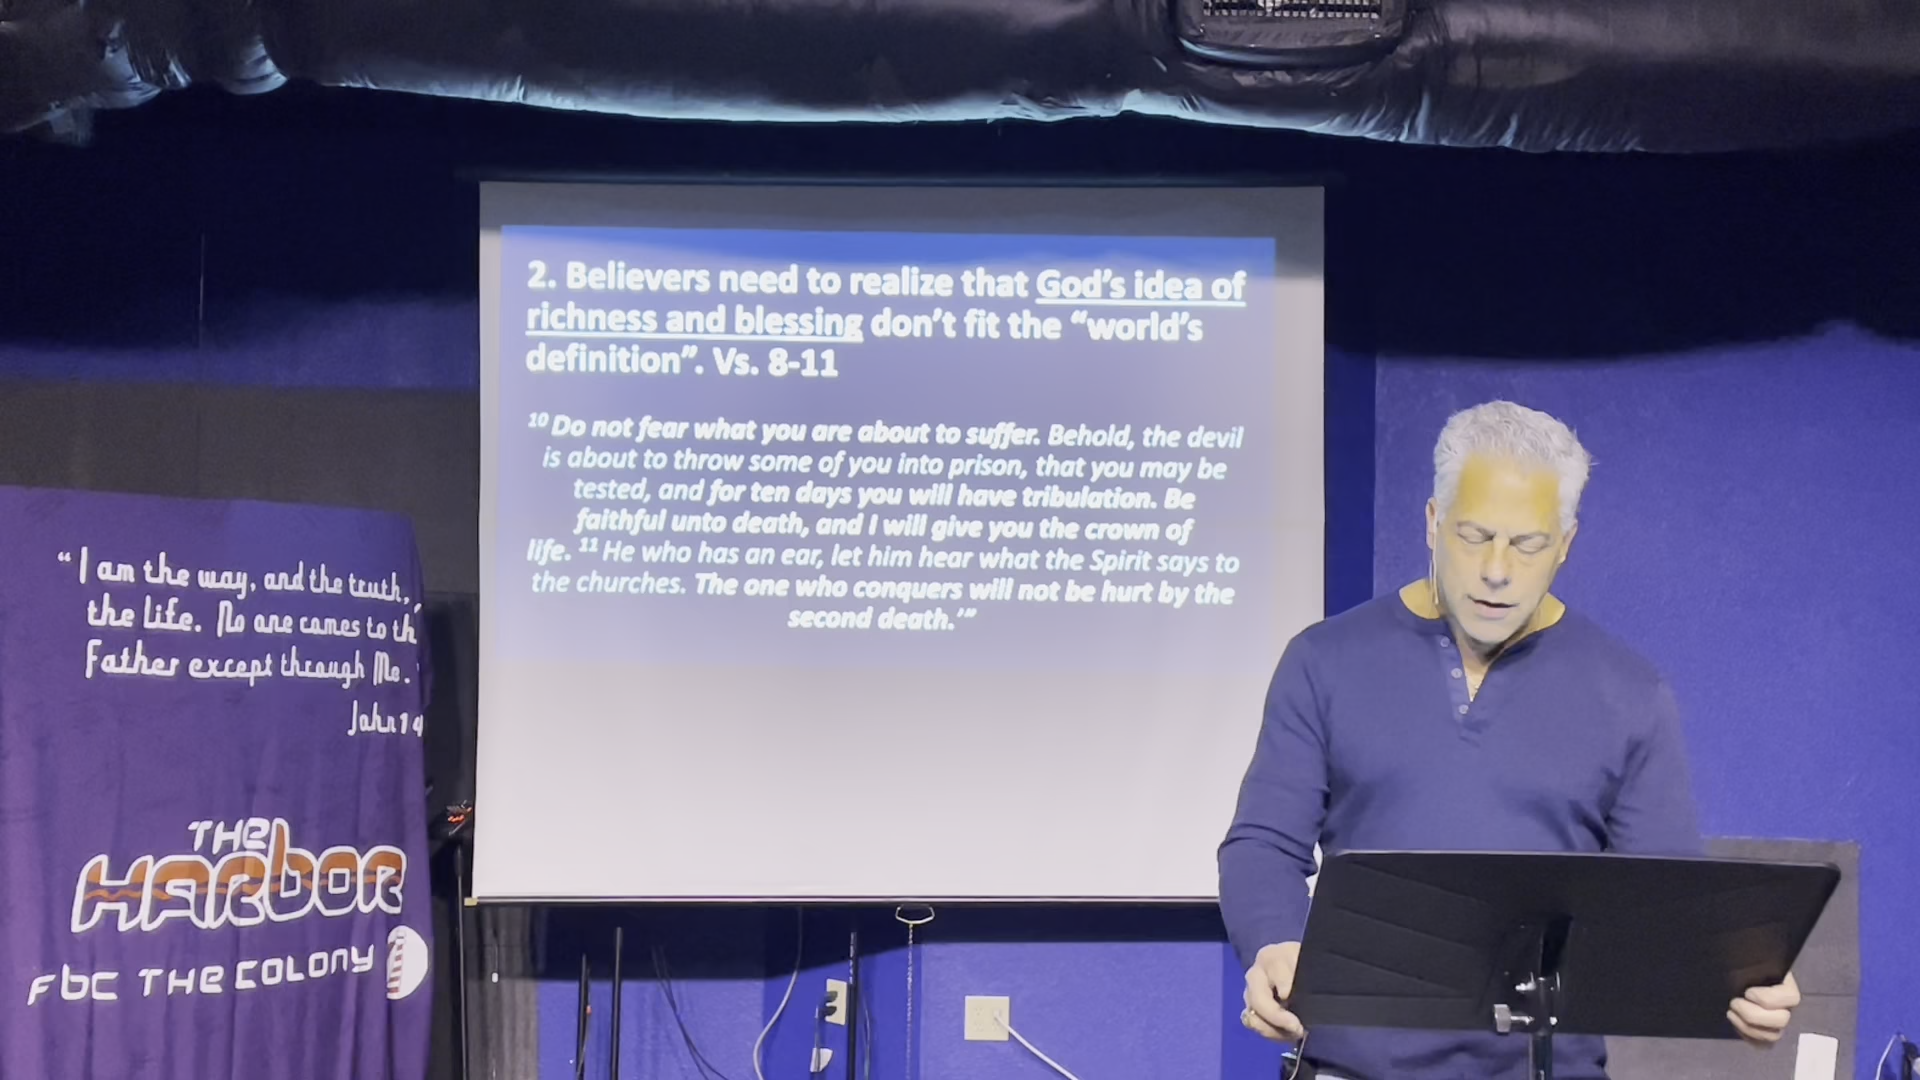 2. Believers need to realize that God's idea of
richness and blessing don't fit the “world's
definition”. Vs. 8-11
10 Do not fear what you are about to suffer. Behold, the devil
is about to throw some of you into prison, that you may be
tested, and for ten days you will have tribulation. Be
faithful unto death, and I will give you the crown of
life. 11 He who has an ear, let him hear what the Spirit says to
the churches. The one who conquers will not be hurt by the
second death.’”
“I am the way, and the truth,
the life. No one comes to th
Father except through Me.
John 14
THE
HARbOR
FbC THE COLONY